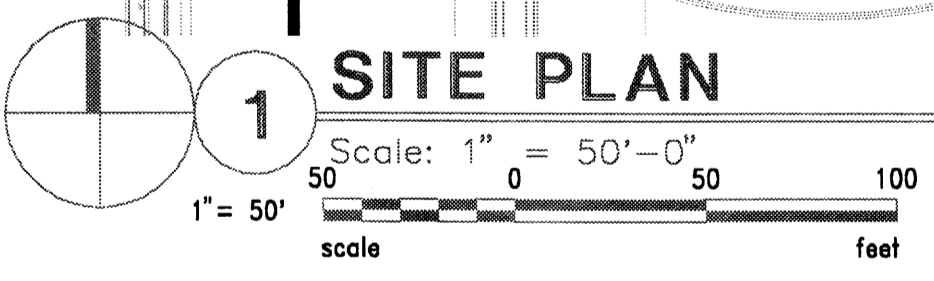 1 SITE PLAN
Scale: 1" = 50'-0"
50 0 50 100
1"= 50'
scale feet